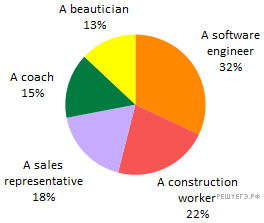 A beautician
13%
A software
engineer
32%
A coach
15%
A sales
representative
18%
A construction
worker
22%
РЕШУЕГЭ.РФ